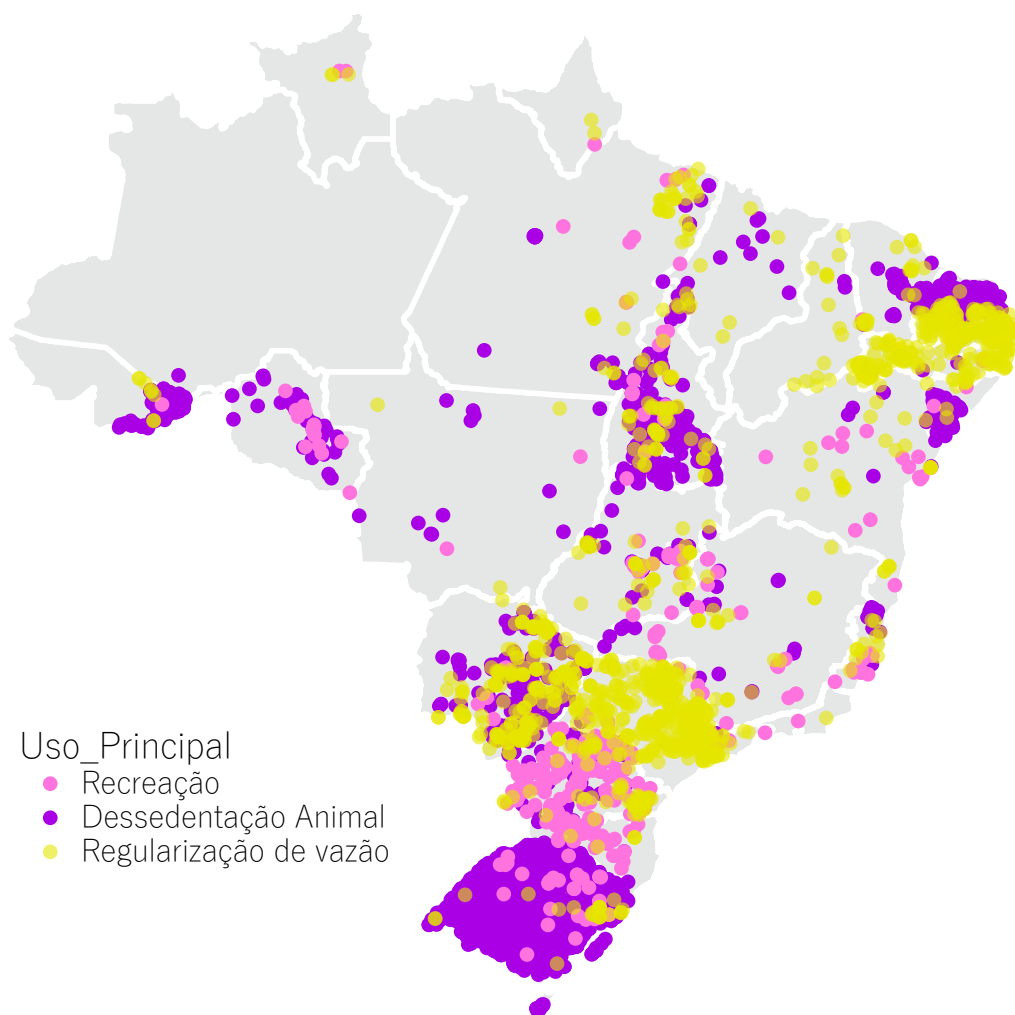 Uso_Principal
Recreação
Dessedentação Animal
Regularização de vazão